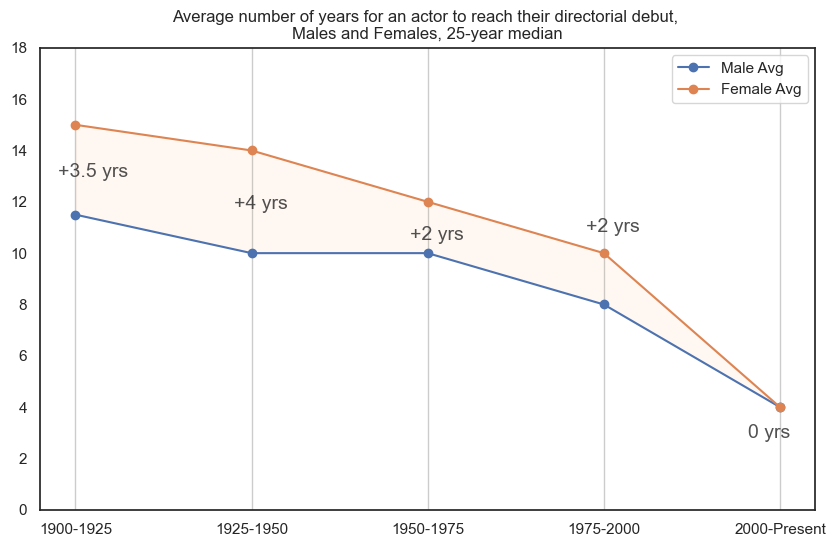 Average number of years for an actor to reach their directorial debut,
Males and Females, 25-year median
18
16
14
12
10
8
6
4
2
0
Male Avg
Female Avg
+3.5 yrs
+4 yrs
+2 yrs
+2 yrs
0 yrs
1900-1925
1925-1950
1950-1975
1975-2000
2000-Present